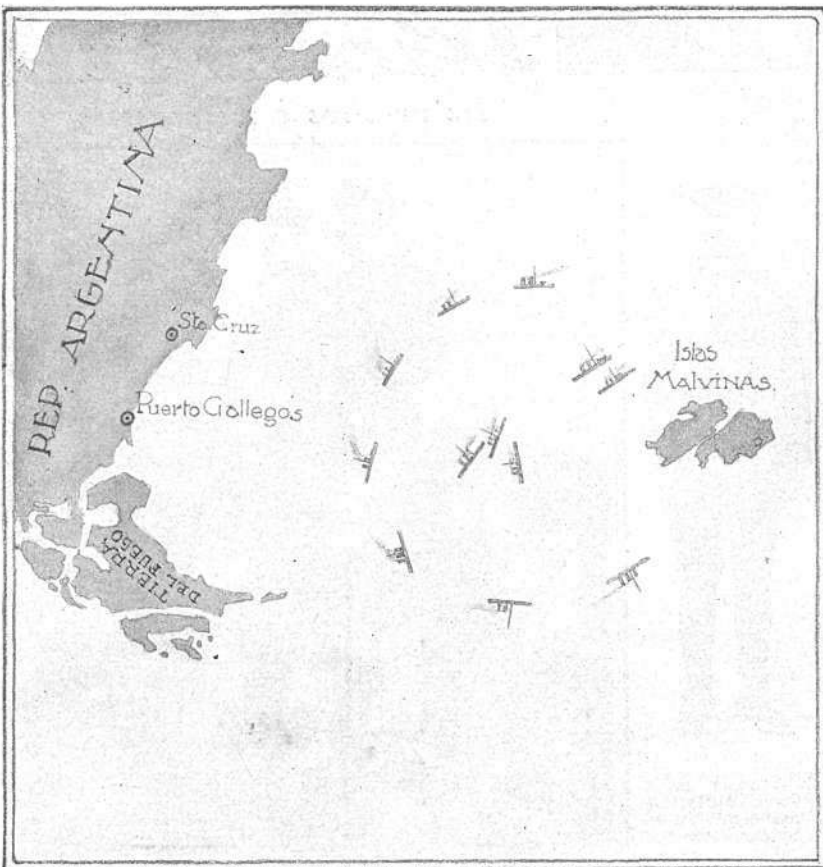 REP. ARGENTINA
Sta. Cruz
Puerto Gallegos
Islas
MALVINAS.
TIERRA
DEL FUEGO